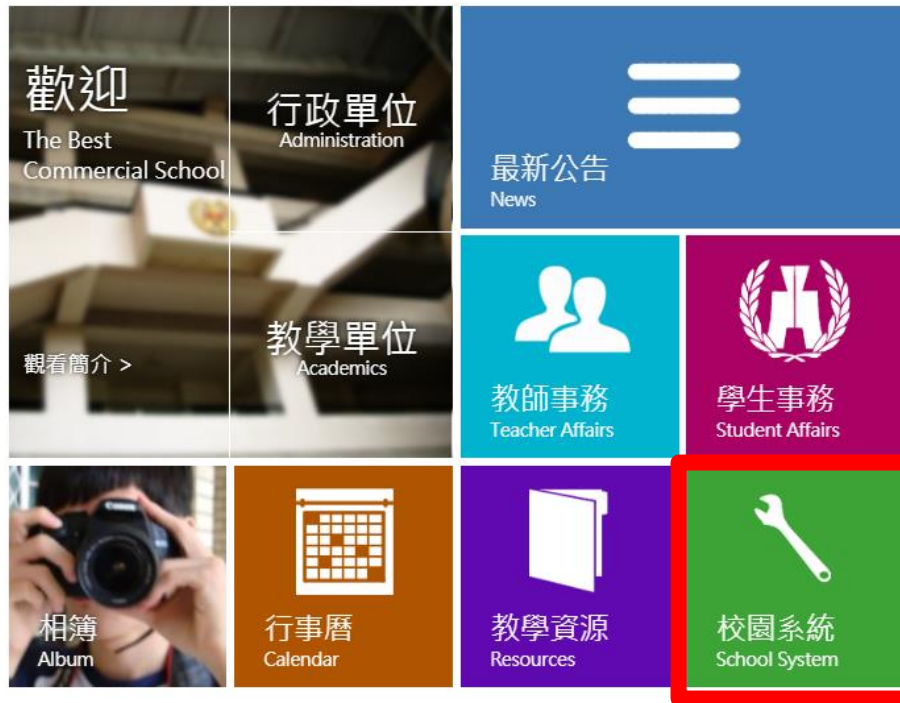 歡迎
The Best
Commercial School
觀看簡介 >
行政單位
Administration
教學單位
Academics
最新公告
News
教師事務
Teacher Affairs
學生事務
Student Affairs
相簿
Album
Canon
行事曆
Calendar
教學資源
Resources
校園系統
School System